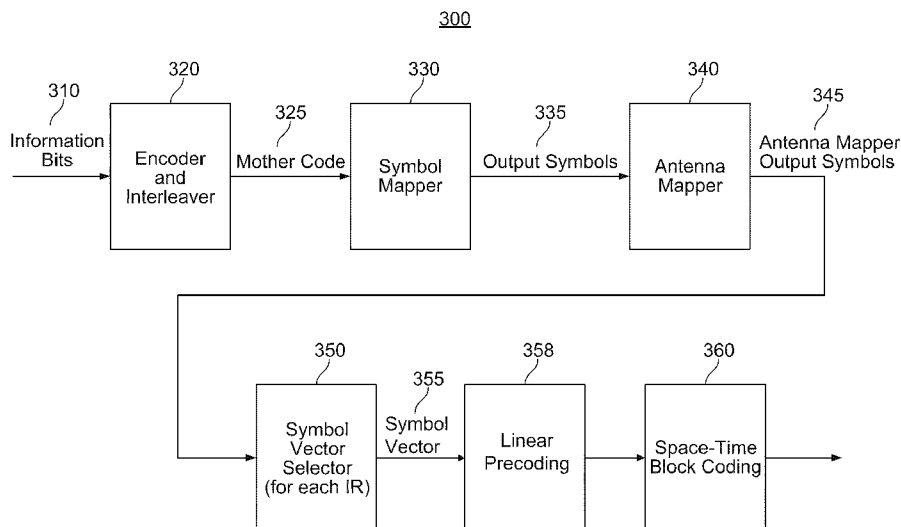 300
310
Information
Bits
320
Encoder
and
Interleaver
325
Mother Code
330
Symbol
Mapper
335
Output Symbols
340
Antenna
Mapper
345
Antenna Mapper
Output Symbols
350
Symbol
Vector
Selector
(for each IR)
355
Symbol
Vector
358
Linear
Precoding
360
Space-Time
Block Coding